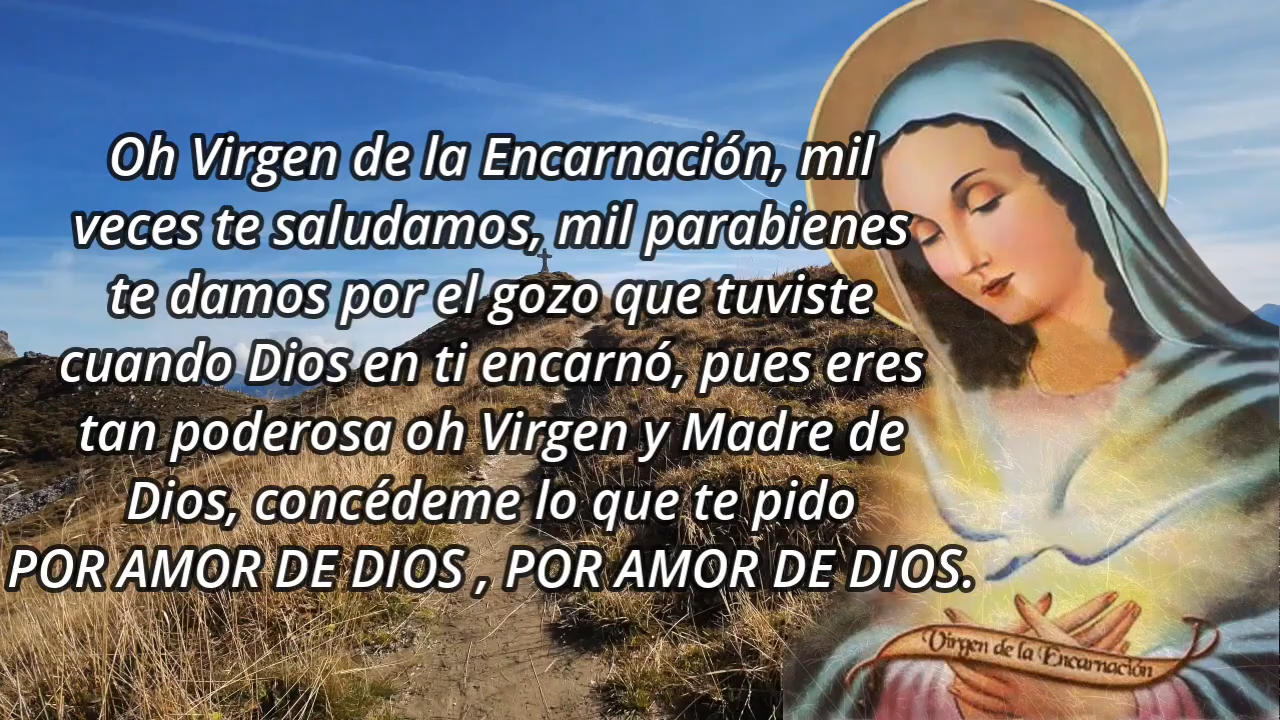 Oh Virgen de la Encarnación, mil
veces te saludamos, mil parabienes
te damos por el gozo que tuviste
cuando Dios en ti encarnó, pues eres
tan poderosa oh Virgen y Madre de
Dios, concédeme lo que te pido
POR AMOR DE DIOS , POR AMOR DE DIOS.
Virgen de la Encarnación